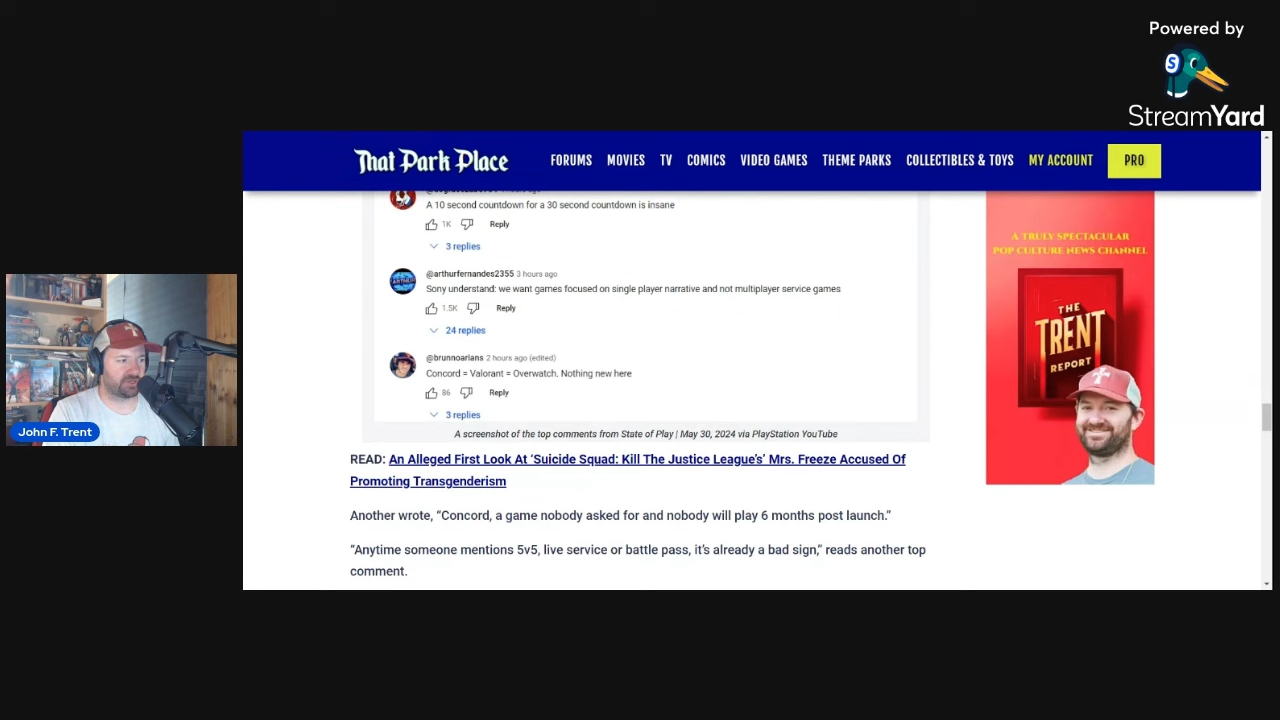 Powered by
S
StreamYard
That Park Place
FORUMS MOVIES TV COMICS VIDEO GAMES THEME PARKS COLLECTIBLES & TOYS MY ACCOUNT PRO
A 10 second countdown for a 30 second countdown is insane
1K Reply
3 replies
@arthurfernandes2355 3 hours ago
Sony understand: we want games focused on single player narrative and not multiplayer service games
1.5K Reply
24 replies
@brunnoarians 2 hours ago (edited)
Concord = Valorant = Overwatch. Nothing new here
86 Reply
3 replies
A screenshot of the top comments from State of Play | May 30, 2024 via PlayStation YouTube
READ: An Alleged First Look At ‘Suicide Squad: Kill The Justice League’s’ Mrs. Freeze Accused Of
Promoting Transgenderism
Another wrote, “Concord, a game nobody asked for and nobody will play 6 months post launch.”
“Anytime someone mentions 5v5, live service or battle pass, it’s already a bad sign,” reads another top
comment.
A TRULY SPECTACULAR
POP CULTURE NEWS CHANNEL
THE
TRENT
REPORT
John F. Trent